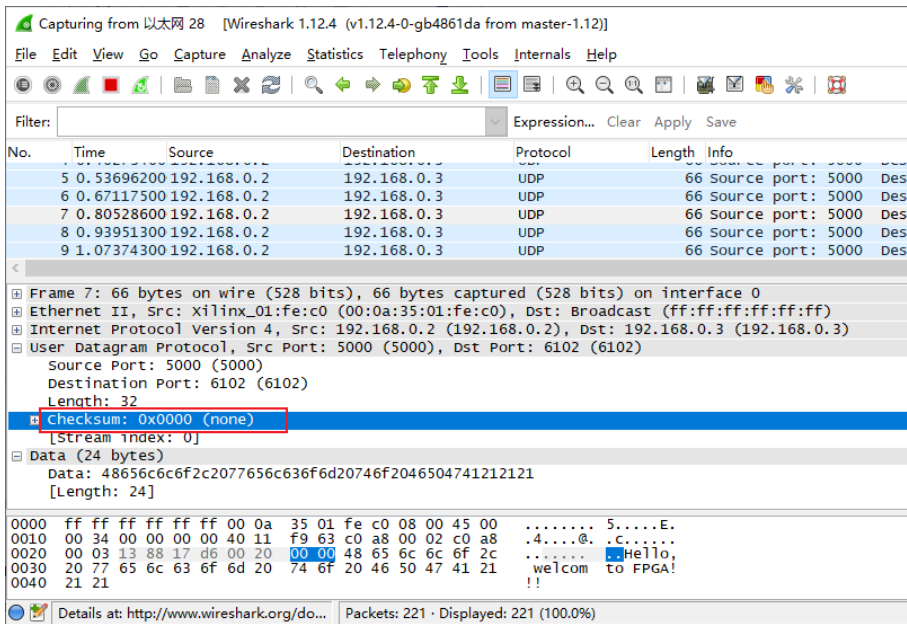 Capturing from 以太网 28 [Wireshark 1.12.4 (v1.12.4-0-gb4861da from master-1.12)]
File Edit View Go Capture Analyze Statistics Telephony Tools Internals Help
Filter: Expression... Clear Apply Save
No. Time Source Destination Protocol Length Info
5 0.53696200 192.168.0.2 192.168.0.3 UDP 66 Source port: 5000 Des
6 0.67117500 192.168.0.2 192.168.0.3 UDP 66 Source port: 5000 Des
7 0.80528600 192.168.0.2 192.168.0.3 UDP 66 Source port: 5000 Des
8 0.93951300 192.168.0.2 192.168.0.3 UDP 66 Source port: 5000 Des
9 1.07374300 192.168.0.2 192.168.0.3 UDP 66 Source port: 5000 Des
Frame 7: 66 bytes on wire (528 bits), 66 bytes captured (528 bits) on interface 0
Ethernet II, Src: Xilinx_01:fe:c0 (00:0a:35:01:fe:c0), Dst: Broadcast (ff:ff:ff:ff:ff:ff)
Internet Protocol Version 4, Src: 192.168.0.2 (192.168.0.2), Dst: 192.168.0.3 (192.168.0.3)
User Datagram Protocol, Src Port: 5000 (5000), Dst Port: 6102 (6102)
Source Port: 5000 (5000)
Destination Port: 6102 (6102)
Length: 32
Checksum: 0x0000 (none)
[Stream index: 0]
Data (24 bytes)
Data: 48656c6c6f2c2077656c636f6d20746f2046504741212121
[Length: 24]
0000 ff ff ff ff ff ff 00 0a 35 01 fe c0 08 00 45 00 ........ 5.....E.
0010 00 34 00 00 00 00 40 11 f9 63 c0 a8 00 02 c0 a8 .4....@. .c......
0020 00 03 13 88 17 d6 00 20 00 00 48 65 6c 6c 6f 2c ....... ..Hello,
0030 20 77 65 6c 63 6f 6d 20 74 6f 20 46 50 47 41 21 welcom to FPGA!
0040 21 21 !!
Details at: http://www.wireshark.org/do... Packets: 221 · Displayed: 221 (100.0%)